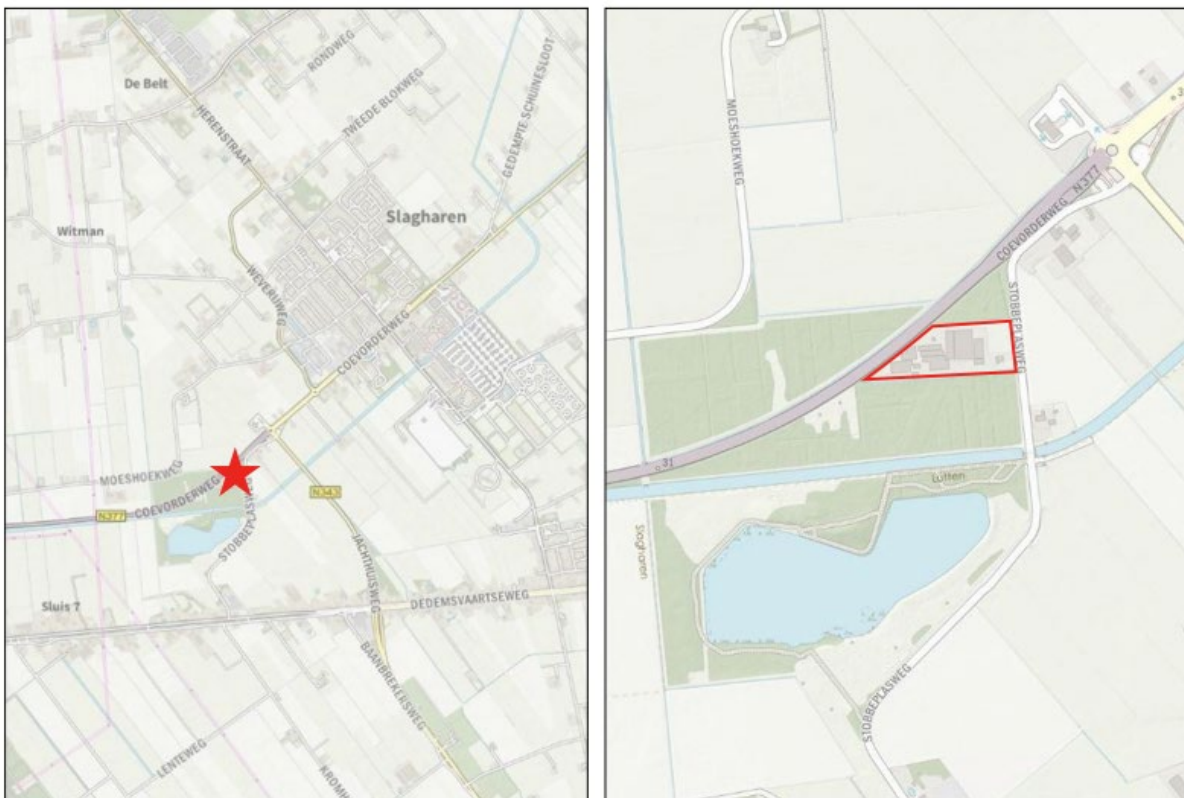 De Belt
RONDWEG
TWEEDE BLOKWEG
GEDEMPTE SCHUINESLOOT
HERENSTRAAT
Slagharen
Witman
WEVERIJWEG
COEVORDERWEG
MOESHOEKWEG
COEVORDERWEG
N377
N343
STOBBEPLASWEG
JACHTHUISWEG
Sluis 7
DEDEMSVAARTSEWEG
BAANBREKERSWEG
LENTEWEG
MOESHOEKWEG
COEVORDERWEG N377
STOBBEPLASWEG
31
Lutten
Slagharen
STOBBEPLASWEG